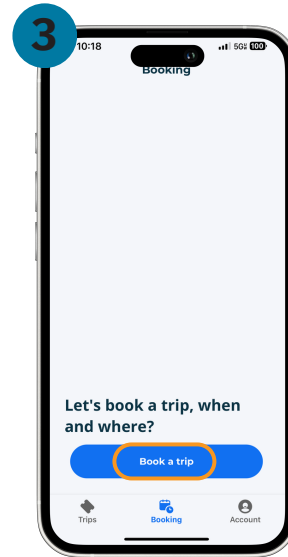 3
10:18
5G 100
Booking
Let's book a trip, when
and where?
Book a trip
Trips
Booking
Account